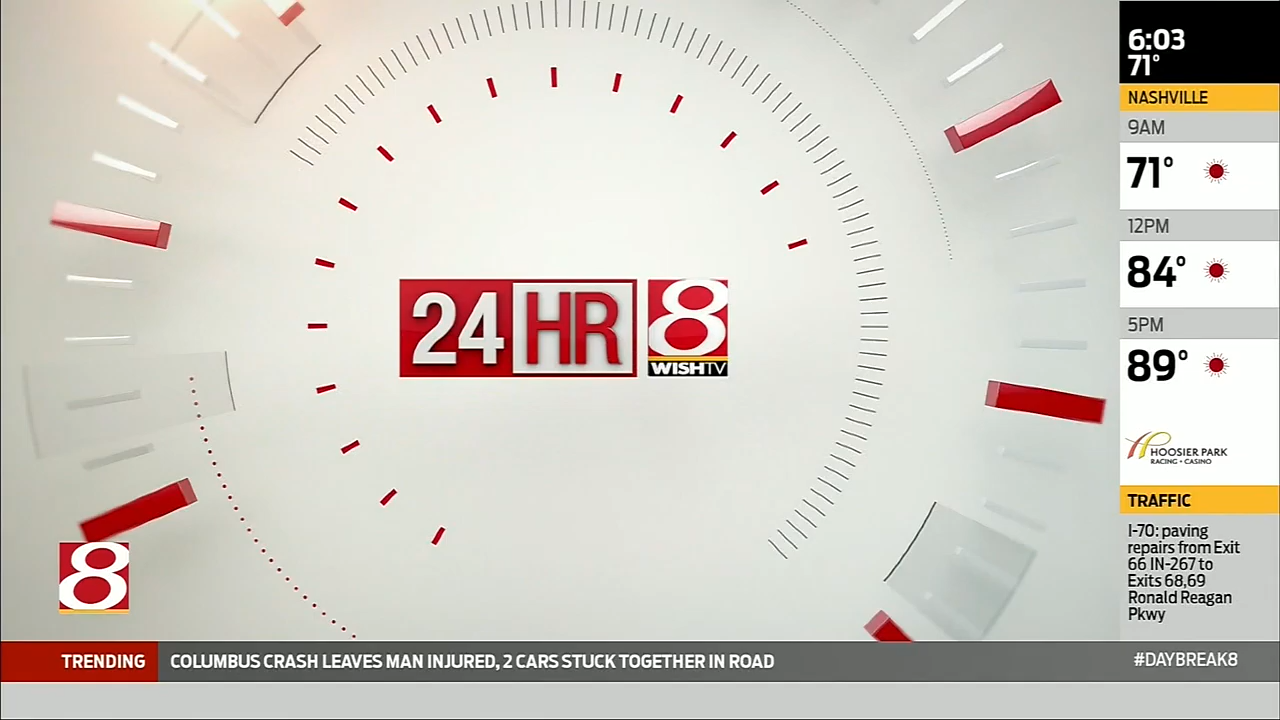 6:03
71°
NASHVILLE
9AM
71°
12PM
84°
5PM
89°
HOOSIER PARK
RACING • CASINO
TRAFFIC
I-70: paving
repairs from Exit
66 IN-267 to
Exits 68,69
Ronald Reagan
Pkwy
24 HR 8
WISHTV
8
TRENDING COLUMBUS CRASH LEAVES MAN INJURED, 2 CARS STUCK TOGETHER IN ROAD #DAYBREAK8